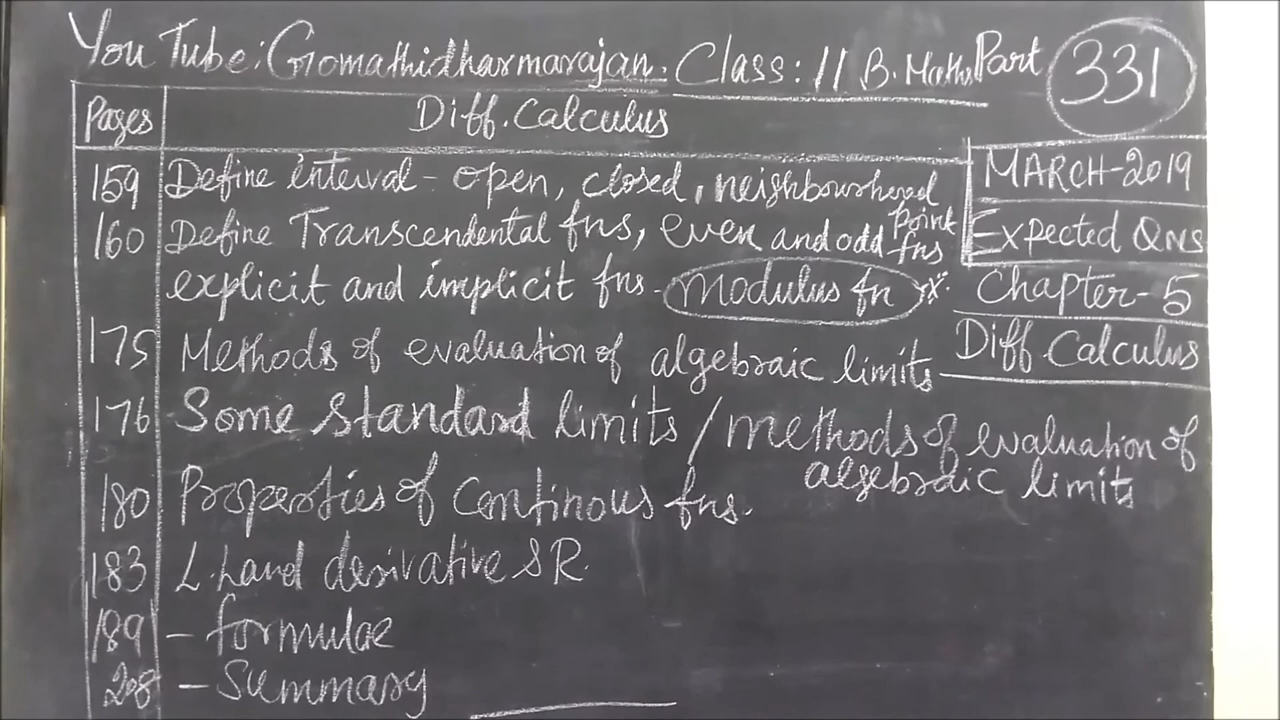 YouTube: Gomathidharmarajan. Class: 11 B. Maths Part 331
Pages Diff. Calculus
159 Define interval - open, closed, neighbourhood
point
160 Define Transcendental fns, even and odd fns
explicit and implicit fns. modulus fn
175 Methods of evaluation of algebraic limits
176 Some standard limits / methods of evaluation of
algebraic limits
180 Properties of Continous fns.
183 L. hand derivative & R.
189 - formulae
208 - Summary
MARCH-2019
Expected QNS
Chapter-5
Diff. Calculus